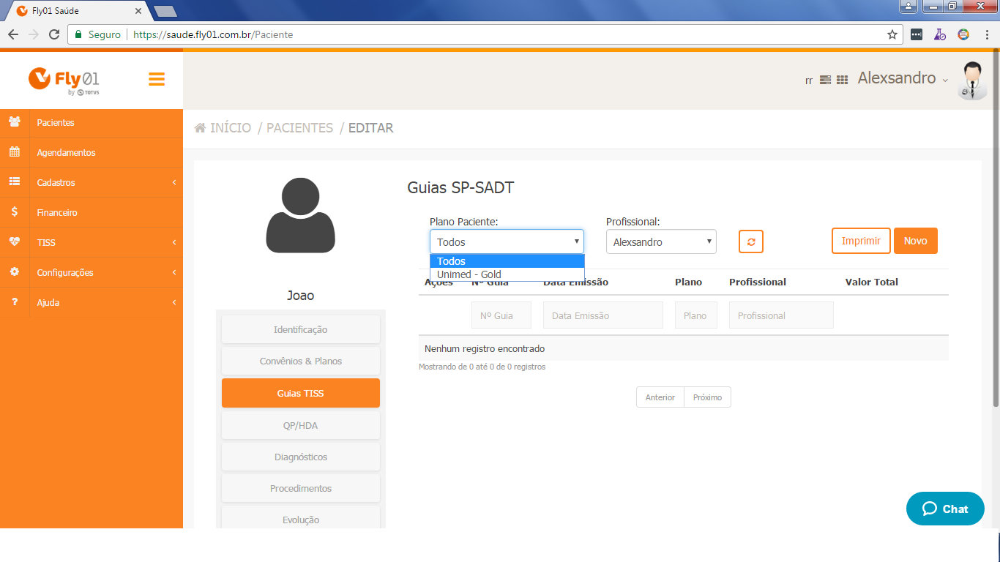 Fly01 Saúde
Seguro https://saude.fly01.com.br/Paciente
Fly01
by TOTVS
rr Alexsandro
Pacientes
Agendamentos
Cadastros
Financeiro
TISS
Configurações
Ajuda
INÍCIO / PACIENTES / EDITAR
Joao
Identificação
Convênios & Planos
Guias TISS
QP/HDA
Diagnósticos
Procedimentos
Evolução
Guias SP-SADT
Plano Paciente: Profissional:
Todos Alexsandro Imprimir Novo
Todos
Unimed - Gold
Ações Nº Guia Data Emissão Plano Profissional Valor Total
Nº Guia Data Emissão Plano Profissional
Nenhum registro encontrado
Mostrando de 0 até 0 de 0 registros
Anterior Próximo
Chat